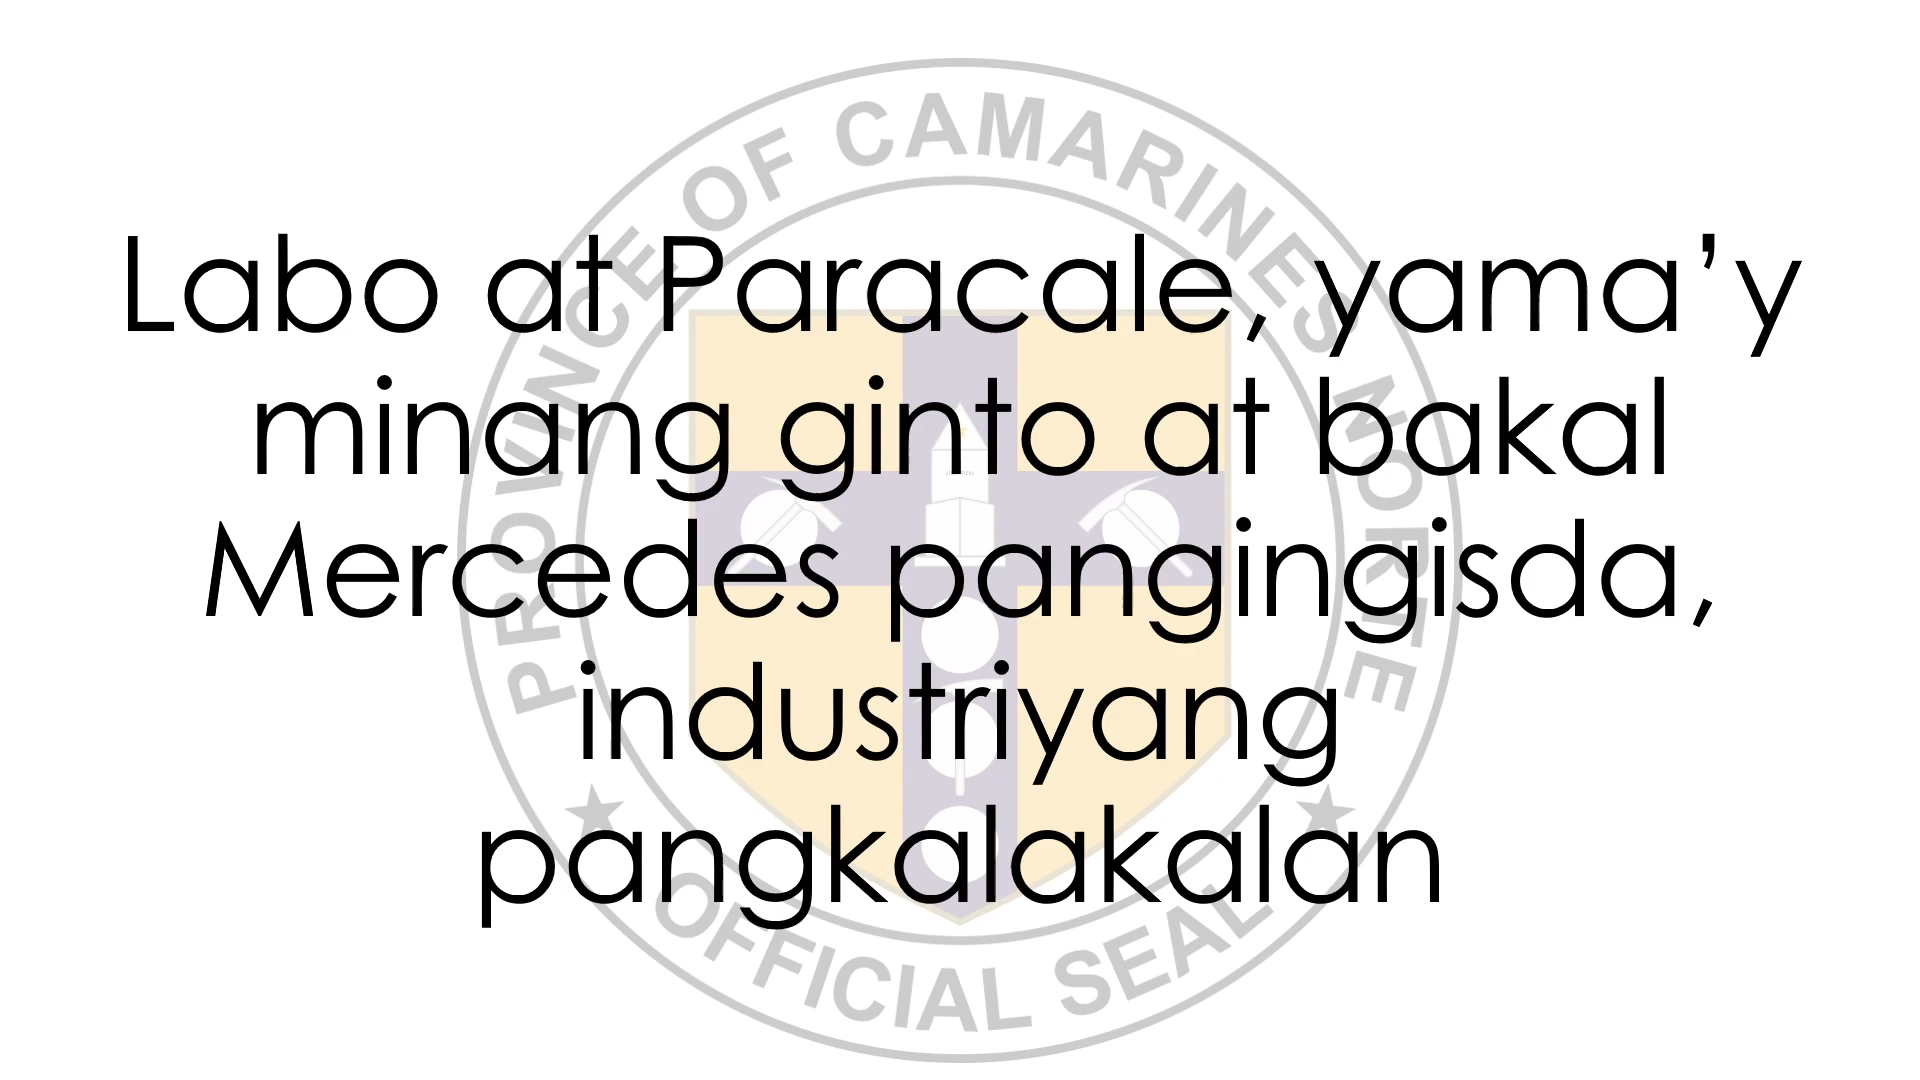 PROVINCE OF CAMARINES NORTE
Labo at Paracale, yama’y
minang ginto at bakal
Mercedes pangingisda,
industriyang
pangkalakalan
OFFICIAL SEAL